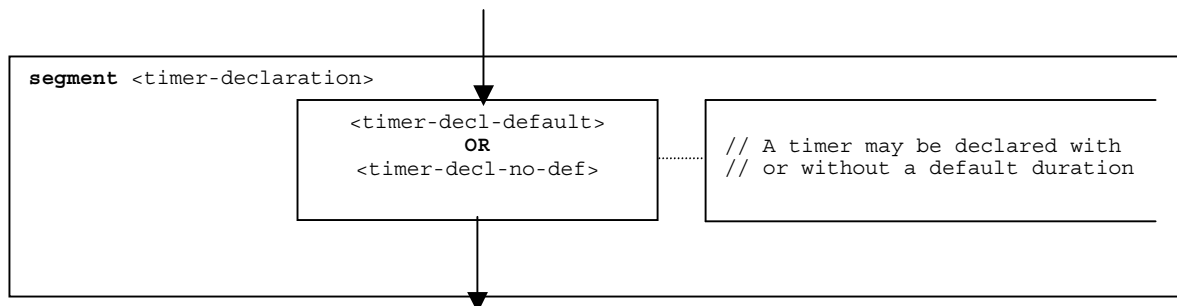 segment <timer-declaration>
<timer-decl-default>
OR
<timer-decl-no-def>
// A timer may be declared with
// or without a default duration